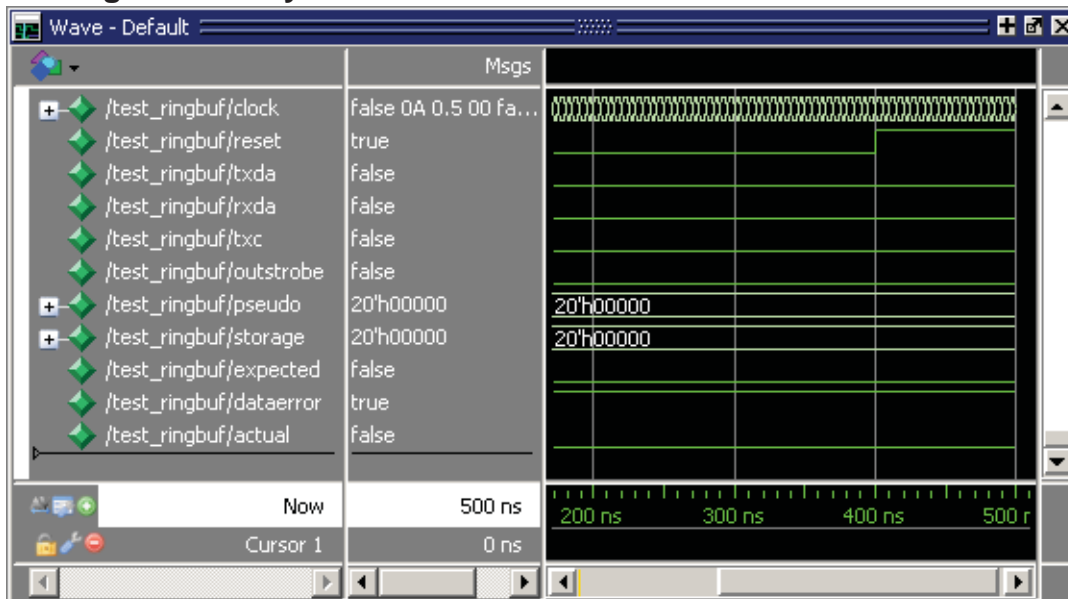 Wave - Default
Msgs
/test_ringbuf/clock false 0A 0.5 00 fa...
/test_ringbuf/reset true
/test_ringbuf/txda false
/test_ringbuf/rxda false
/test_ringbuf/txc false
/test_ringbuf/outstrobe false
/test_ringbuf/pseudo 20'h00000 20'h00000
/test_ringbuf/storage 20'h00000 20'h00000
/test_ringbuf/expected false
/test_ringbuf/dataerror true
/test_ringbuf/actual false
Now 500 ns 200 ns 300 ns 400 ns 500 r
Cursor 1 0 ns